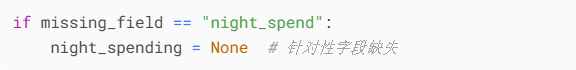 if missing_field == "night_spend":
    night_spending = None  # 针对性字段缺失